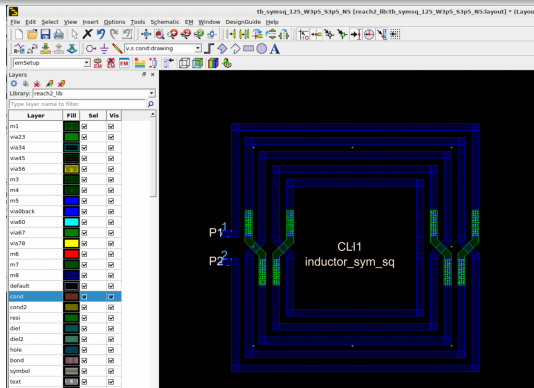 tb_symsq_125_W3p5_S3p5_N5 [reach2_lib:tb_symsq_125_W3p5_S3p5_N5:layout] * (Layou
File Edit Select View Insert Options Tools Schematic EM Window DesignGuide Help
v,s cond:drawing
emSetup
Layers
Library: reach2_lib
Type layer name to filter
Layer Fill Sel Vis
m1
via23
via34
via45
via56
m3
m4
m5
via0back
via60
via67
via78
m6
m7
m8
default
cond
cond2
resi
diel
diel2
hole
bond
symbol
text
P1 1
P2 2
CLI1
inductor_sym_sq